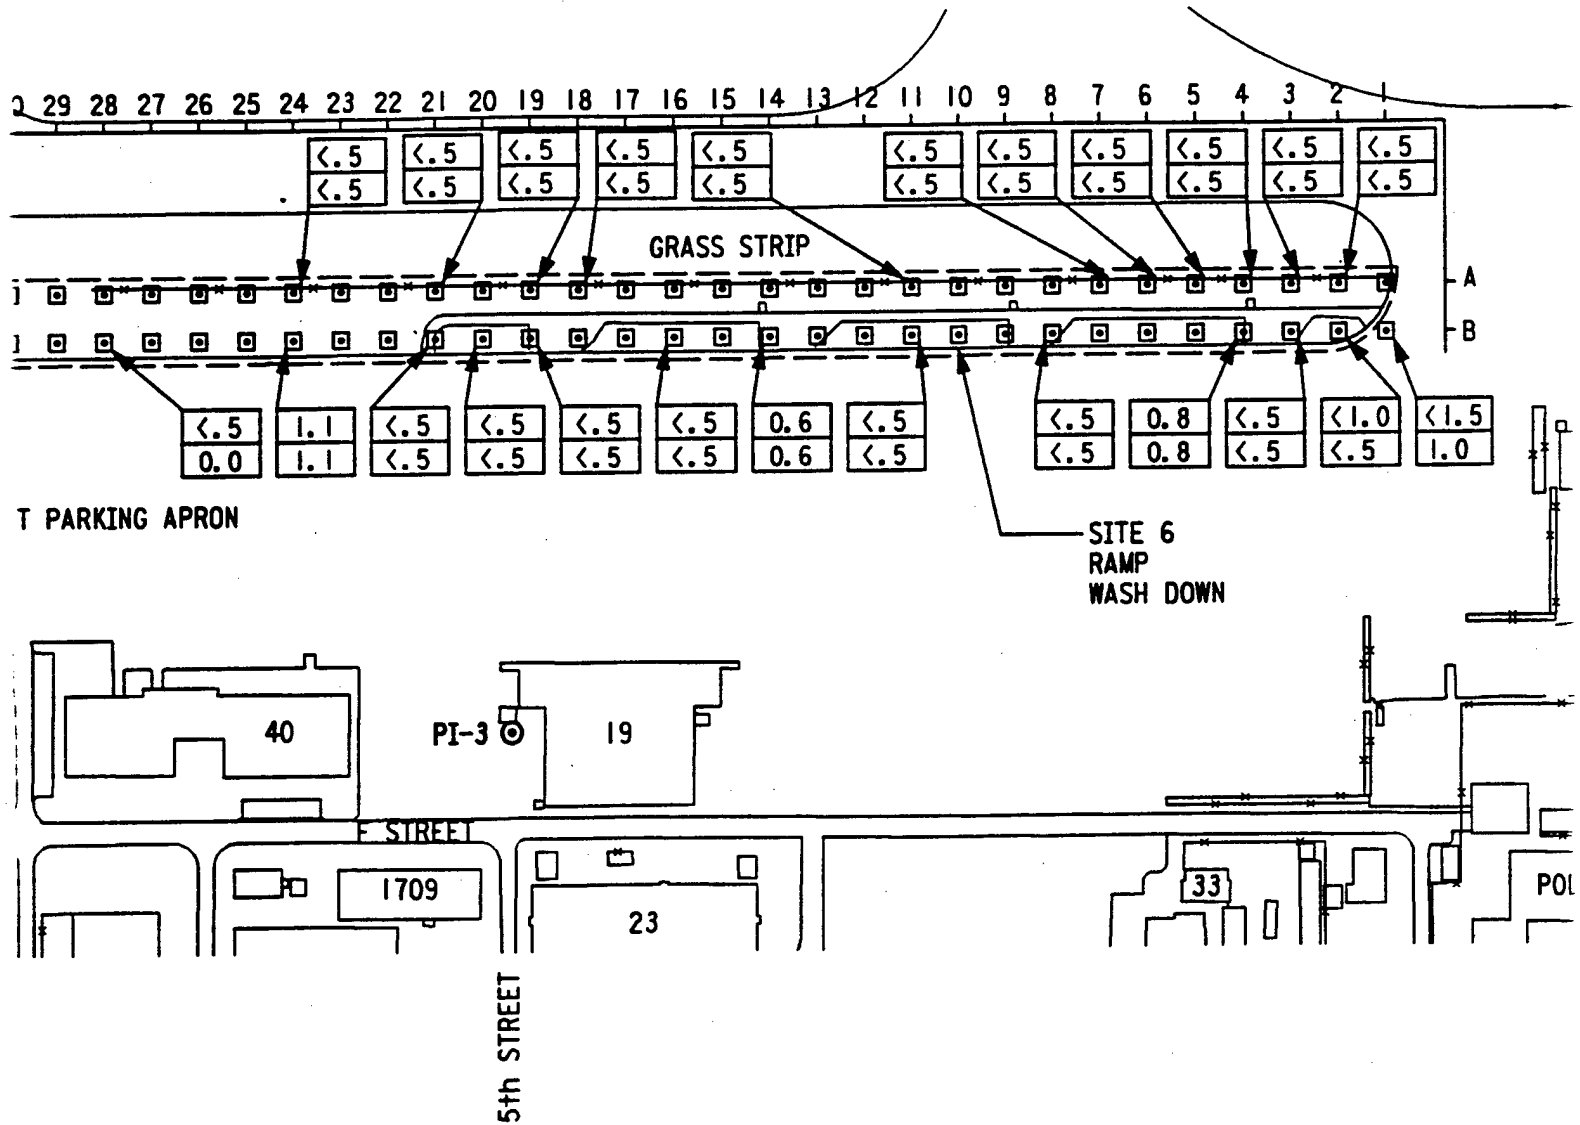 29 28 27 26 25 24 23 22 21 20 19 18 17 16 15 14 13 12 11 10 9 8 7 6 5 4 3 2 1
<.5 <.5 <.5 <.5 <.5 <.5 <.5 <.5 <.5 <.5 <.5
<.5 <.5 <.5 <.5 <.5 <.5 <.5 <.5 <.5 <.5 <.5
GRASS STRIP
A
B
<.5 1.1 <.5 <.5 <.5 <.5 0.6 <.5 <.5 0.8 <.5 <1.0 <1.5
0.0 1.1 <.5 <.5 <.5 <.5 0.6 <.5 <.5 0.8 <.5 <.5 1.0
T PARKING APRON
SITE 6
RAMP
WASH DOWN
40
PI-3
19
F STREET
1709
23
33
POL
5th STREET